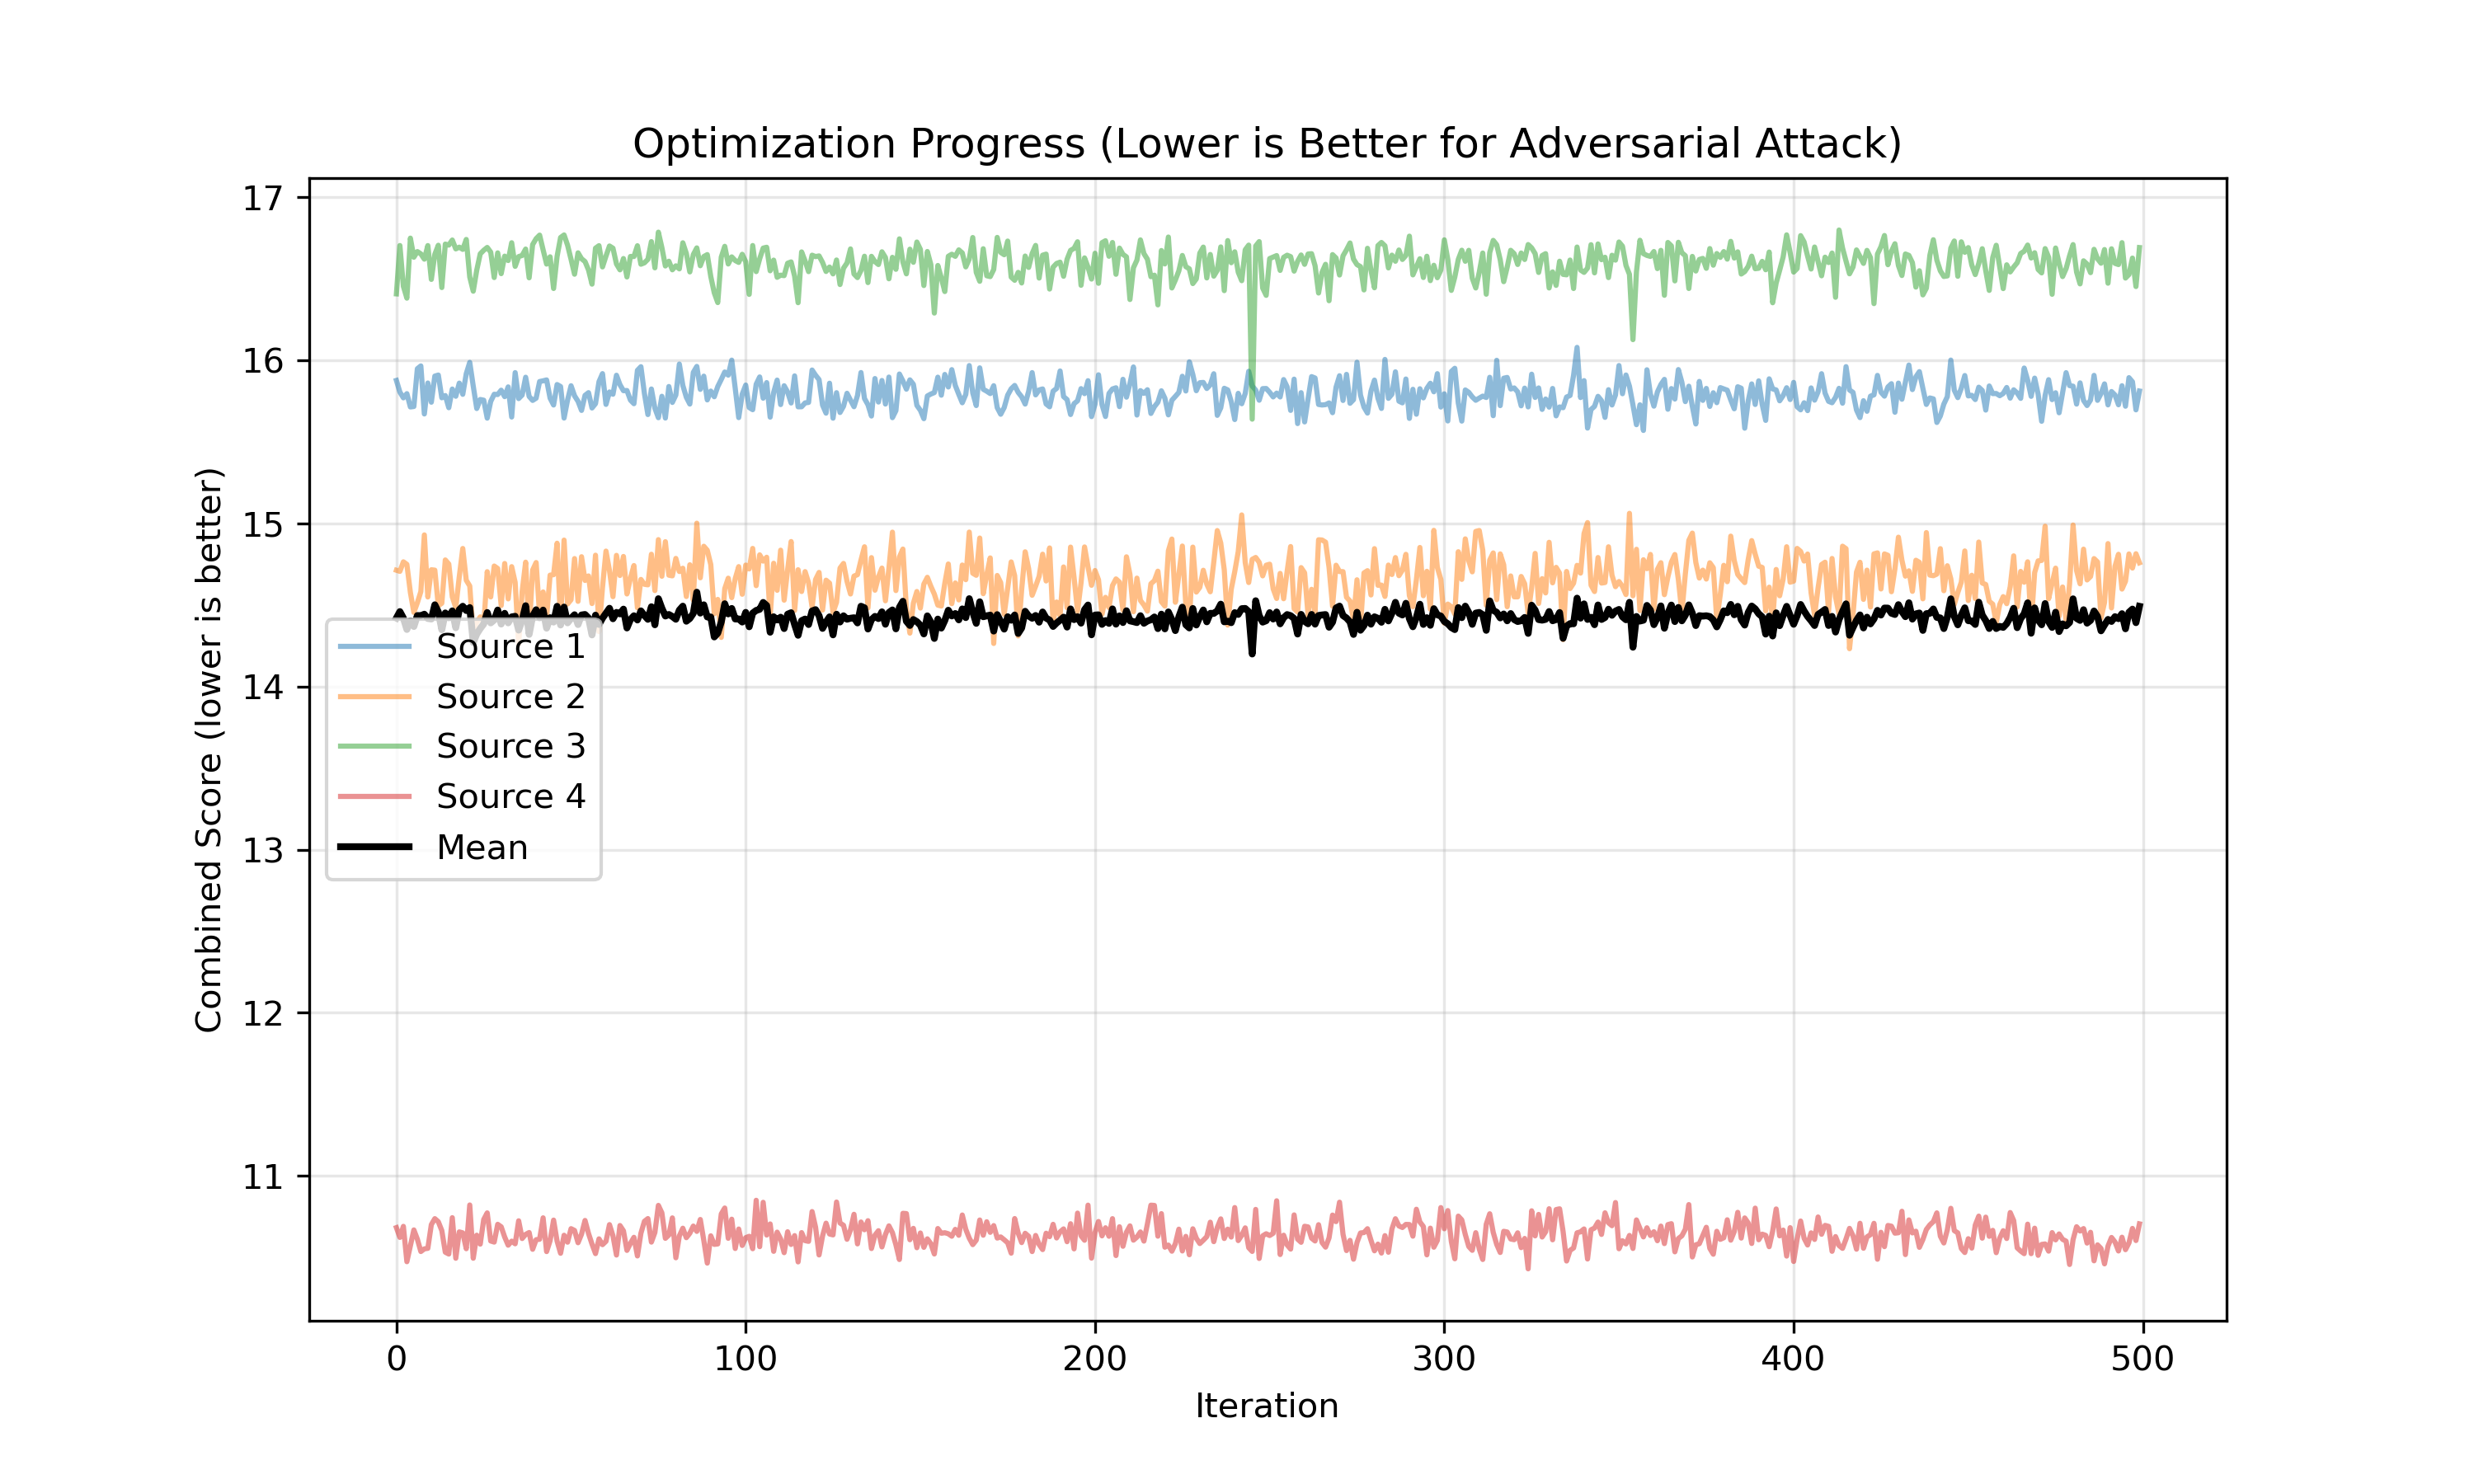 Optimization Progress (Lower is Better for Adversarial Attack)
Combined Score (lower is better)
17
16
15
14
13
12
11
Source 1
Source 2
Source 3
Source 4
Mean
0 100 200 300 400 500
Iteration